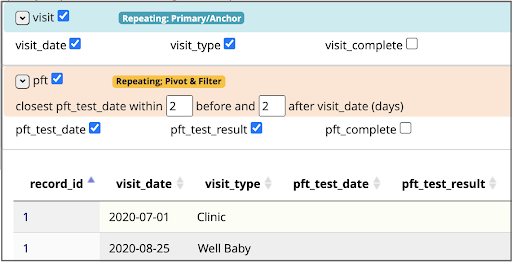 visit Repeating: Primary/Anchor
visit_date visit_type visit_complete
pft Repeating; Pivot & Filter
closest pft_test_date within 2 before and 2 after visit_date (days)
pft_test_date pft_test_result pft_complete
record_id visit_date visit_type pft_test_date pft_test_result
1 2020-07-01 Clinic
1 2020-08-25 Well Baby